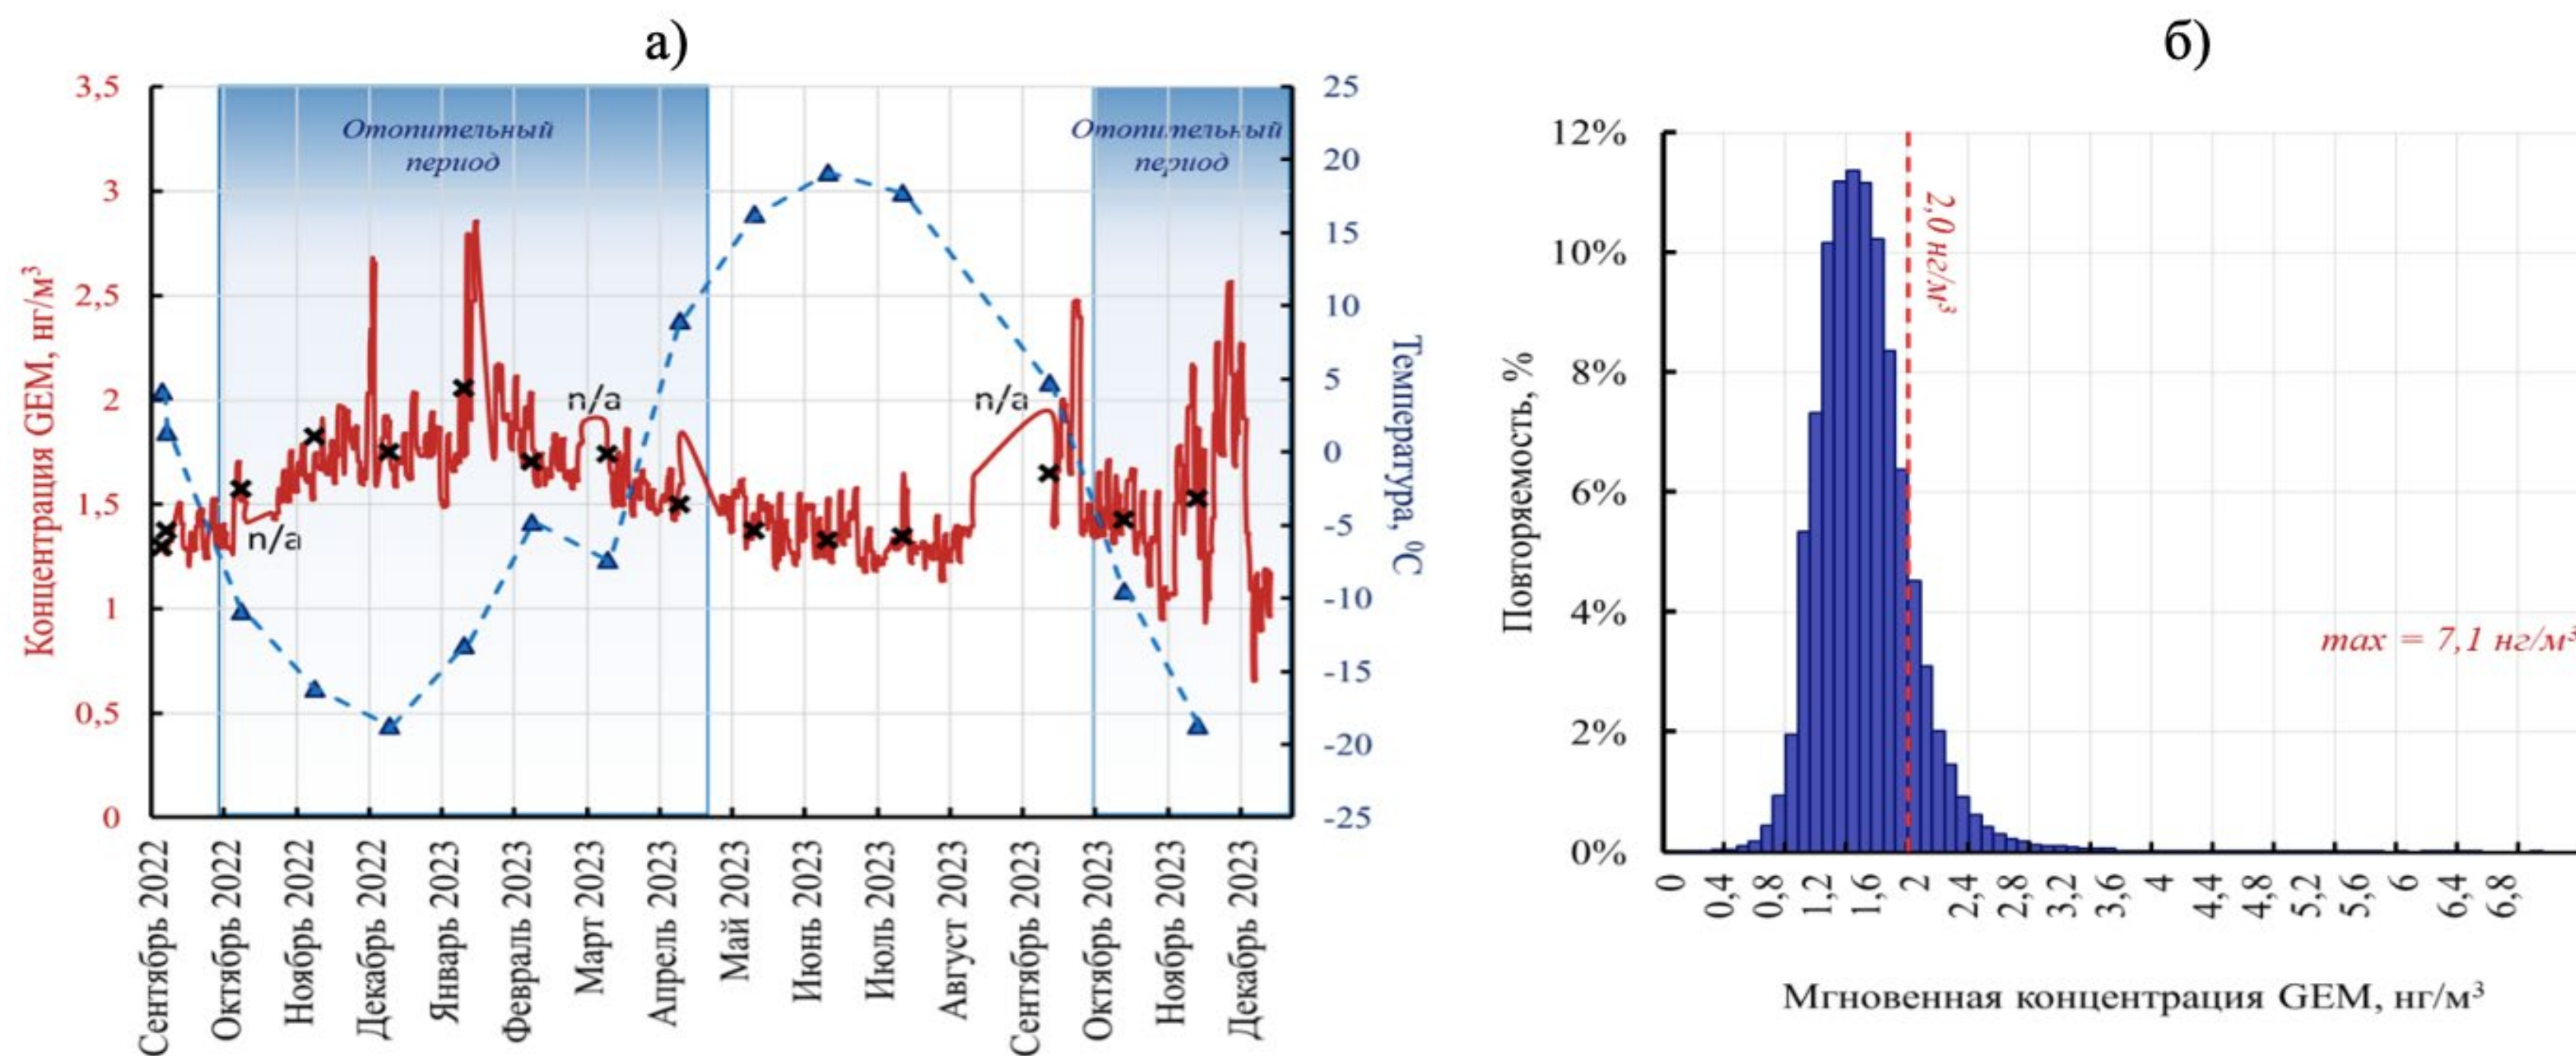 а)
Концентрация GEM, нг/м³
3,5
3
2,5
2
1,5
1
0,5
0
Отопительный
период
Отопительный
период
n/a
n/a
n/a
25
20
15
10
5
0
-5
-10
-15
-20
-25
Температура, ⁰C
Сентябрь 2022
Октябрь 2022
Ноябрь 2022
Декабрь 2022
Январь 2023
Февраль 2023
Март 2023
Апрель 2023
Май 2023
Июнь 2023
Июль 2023
Август 2023
Сентябрь 2023
Октябрь 2023
Ноябрь 2023
Декабрь 2023
б)
Повторяемость, %
12%
10%
8%
6%
4%
2%
0%
2,0 нг/м³
max = 7,1 нг/м³
0
0,4
0,8
1,2
1,6
2
2,4
2,8
3,2
3,6
4
4,4
4,8
5,2
5,6
6
6,4
6,8
Мгновенная концентрация GEM, нг/м³